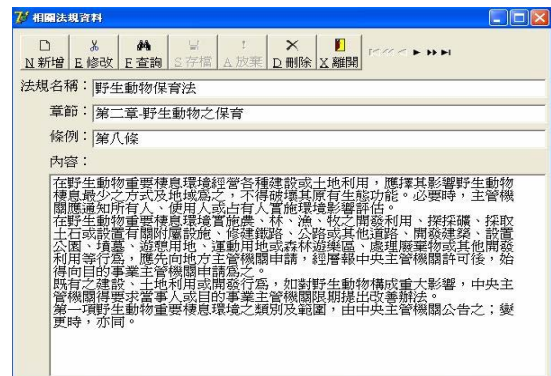 相關法規資料
N新增 E修改 F查詢 S存檔 A放棄 D刪除 X離開
法規名稱：野生動物保育法
章節：第二章-野生動物之保育
條例：第八條
內容：
在野生動物重要棲息環境經營各種建設或土地利用，應擇其影響野生動物
棲息最少之方式及地域為之，不得破壞其原有生態功能。必要時，主管機
關應通知所有人、使用人或占有人實施環境影響評估。
在野生動物重要棲息環境實施農、林、漁、牧之開發利用、探採礦、採取
土石或設置有關附屬設施、修建鐵路、公路或其他道路、開發建築、設置
公園、墳墓、遊憩用地、運動用地或森林遊樂區、處理廢棄物或其他開發
利用等行為，應先向地方主管機關申請，經層報中央主管機關許可後，始
得向目的事業主管機關申請為之。
既有之建設、土地利用或開發行為，如對野生動物構成重大影響，中央主
管機關得要求當事人或目的事業主管機關限期提出改善辦法。
第一項野生動物重要棲息環境之類別及範圍，由中央主管機關公告之；變
更時，亦同。